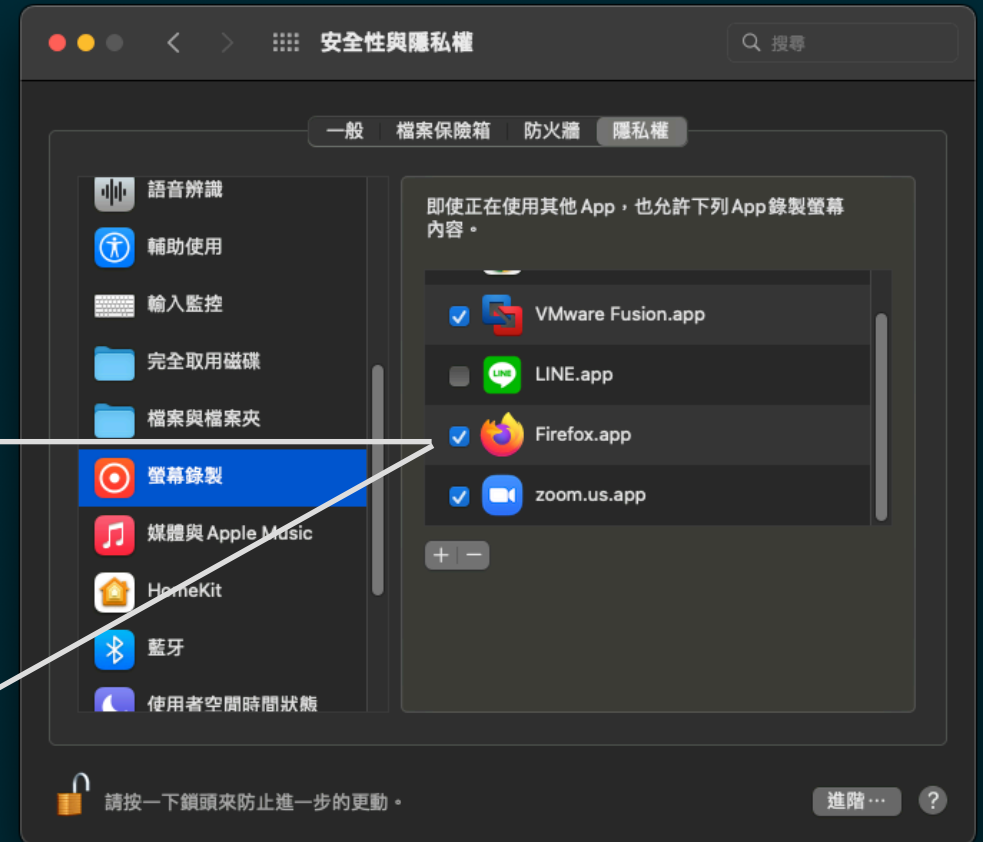 安全性與隱私權
搜尋
一般
檔案保險箱
防火牆
隱私權
語音辨識
輔助使用
輸入監控
完全取用磁碟
檔案與檔案夾
螢幕錄製
媒體與 Apple Music
HomeKit
藍牙
使用者空閒時間狀態
即使正在使用其他 App，也允許下列 App 錄製螢幕
內容。
VMware Fusion.app
LINE
LINE.app
Firefox.app
zoom.us.app
請按一下鎖頭來防止進一步的更動。
進階…
?